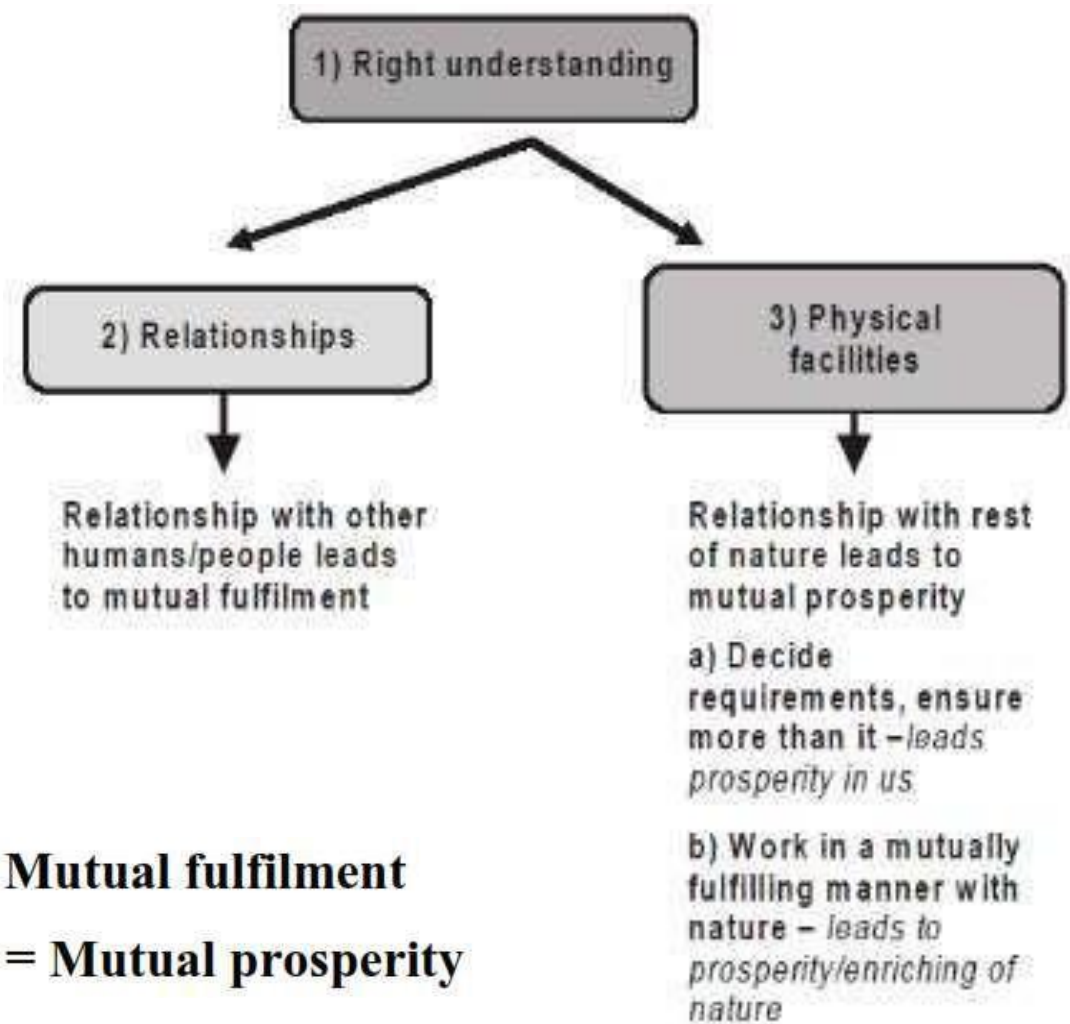 1) Right understanding
2) Relationships
3) Physical
facilities
Relationship with other
humans/people leads
to mutual fulfilment
Relationship with rest
of nature leads to
mutual prosperity
a) Decide
requirements, ensure
more than it –leads
prosperity in us
b) Work in a mutually
fulfilling manner with
nature – leads to
prosperity/enriching of
nature
Mutual fulfilment
= Mutual prosperity